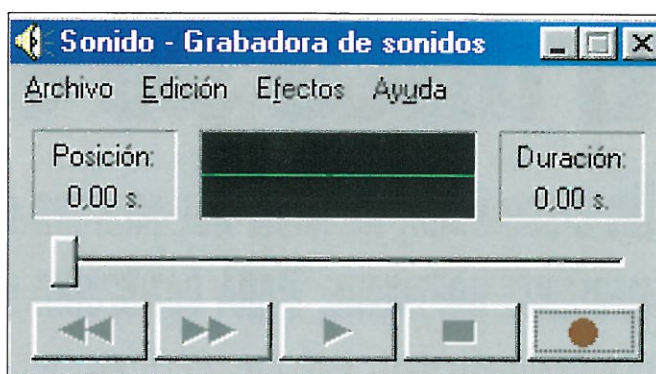 Sonido - Grabadora de sonidos
Archivo Edición Efectos Ayuda
Posición:
0,00 s.
Duración:
0,00 s.